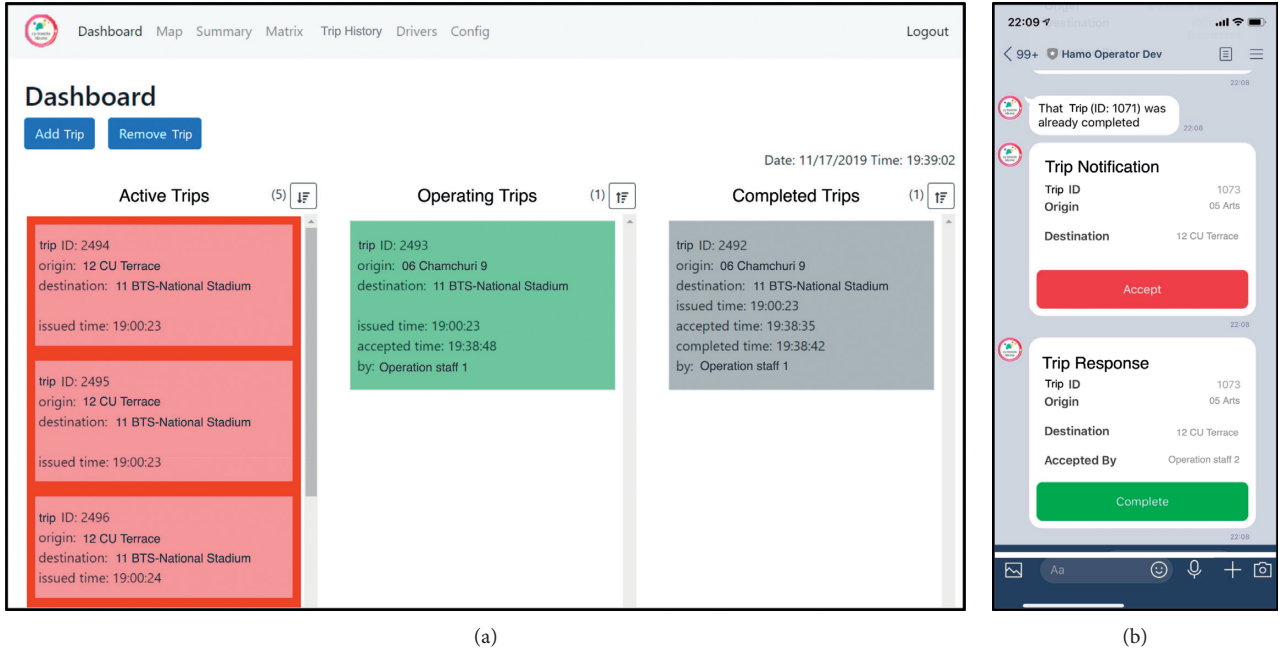 Dashboard Map Summary Matrix Trip History Drivers Config Logout
Dashboard
Add Trip Remove Trip
Date: 11/17/2019 Time: 19:39:02
Active Trips (5)
trip ID: 2494
origin: 12 CU Terrace
destination: 11 BTS-National Stadium
issued time: 19:00:23
trip ID: 2495
origin: 12 CU Terrace
destination: 11 BTS-National Stadium
issued time: 19:00:23
trip ID: 2496
origin: 12 CU Terrace
destination: 11 BTS-National Stadium
issued time: 19:00:24
Operating Trips (1)
trip ID: 2493
origin: 06 Chamchuri 9
destination: 11 BTS-National Stadium
issued time: 19:00:23
accepted time: 19:38:48
by: Operation staff 1
Completed Trips (1)
trip ID: 2492
origin: 06 Chamchuri 9
destination: 11 BTS-National Stadium
issued time: 19:00:23
accepted time: 19:38:35
completed time: 19:38:42
by: Operation staff 1
(a)
22:09
99+ Hamo Operator Dev
22:08
That Trip (ID: 1071) was
already completed
22:08
Trip Notification
Trip ID 1073
Origin 05 Arts
Destination 12 CU Terrace
Accept
22:08
Trip Response
Trip ID 1073
Origin 05 Arts
Destination 12 CU Terrace
Accepted By Operation staff 2
Complete
22:08
Aa
(b)